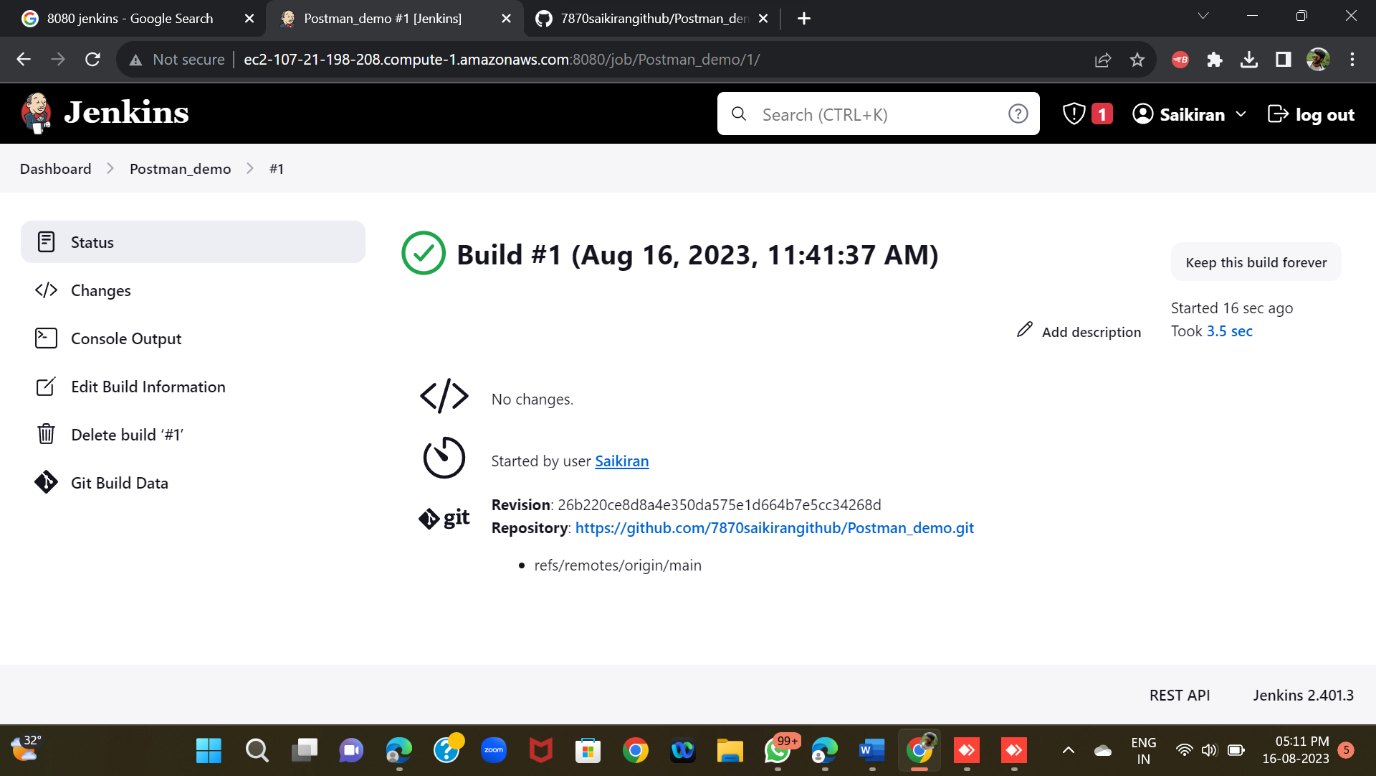 8080 jenkins - Google Search
Postman_demo #1 [Jenkins]
7870saikirangithub/Postman_den
Not secure
ec2-107-21-198-208.compute-1.amazonaws.com:8080/job/Postman_demo/1/
Jenkins
Search (CTRL+K)
1
Saikiran
log out
Dashboard
Postman_demo
#1
Status
Changes
Console Output
Edit Build Information
Delete build ‘#1’
Git Build Data
Build #1 (Aug 16, 2023, 11:41:37 AM)
Keep this build forever
Started 16 sec ago
Took 3.5 sec
Add description
No changes.
Started by user Saikiran
git
Revision: 26b220ce8d8a4e350da575e1d664b7e5cc34268d
Repository: https://github.com/7870saikirangithub/Postman_demo.git
refs/remotes/origin/main
REST API
Jenkins 2.401.3
32°
zoom
99+
ENG
IN
05:11 PM
16-08-2023
5